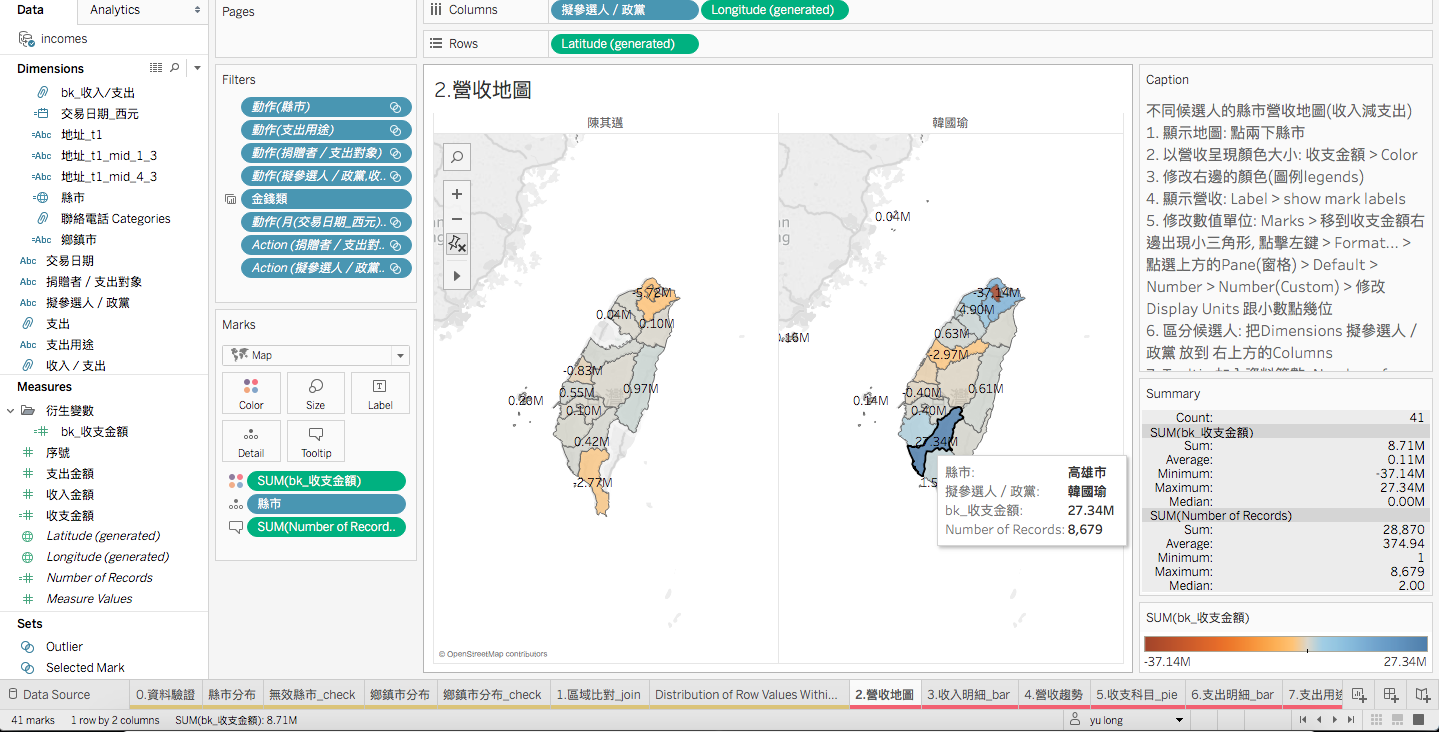 Data
Analytics
incomes
Dimensions
bk_收入/支出
交易日期_西元
地址_t1
地址_t1_mid_1_3
地址_t1_mid_4_3
縣市
聯絡電話 Categories
鄉鎮市
交易日期
捐贈者 / 支出對象
擬參選人 / 政黨
支出
支出用途
收入 / 支出
Measures
衍生變數
bk_收支金額
序號
支出金額
收入金額
收支金額
Latitude (generated)
Longitude (generated)
Number of Records
Measure Values
Sets
Outlier
Selected Mark
Pages
Filters
動作(縣市)
動作(支出用途)
動作(捐贈者 / 支出對象)
動作(擬參選人 / 政黨,收..
金錢類
動作(月(交易日期_西元)..
Action (捐贈者 / 支出對..
Action (擬參選人 / 政黨..
Marks
Map
Color
Size
Label
Detail
Tooltip
SUM(bk_收支金額)
縣市
SUM(Number of Record..
Columns
擬參選人 / 政黨
Longitude (generated)
Rows
Latitude (generated)
2.營收地圖
陳其邁
韓國瑜
-5.72M
0.04M
0.10M
-0.83M
0.55M
0.97M
0.10M
0.42M
-2.77M
0.04M
-37.14M
4.90M
0.63M
-2.97M
-0.40M
0.61M
0.40M
0.14M
27.34M
縣市: 高雄市
擬參選人 / 政黨: 韓國瑜
bk_收支金額: 27.34M
Number of Records: 8,679
© OpenStreetMap contributors
Caption
不同候選人的縣市營收地圖(收入減支出)
1. 顯示地圖: 點兩下縣市
2. 以營收呈現顏色大小: 收支金額 > Color
3. 修改右邊的顏色(圖例legends)
4. 顯示營收: Label > show mark labels
5. 修改數值單位: Marks > 移到收支金額右
邊出現小三角形, 點擊左鍵 > Format... >
點選上方的Pane(窗格) > Default >
Number > Number(Custom) > 修改
Display Units 跟小數點幾位
6. 區分候選人: 把Dimensions 擬參選人 /
政黨 放到 右上方的Columns
Summary
Count: 41
SUM(bk_收支金額)
Sum: 8.71M
Average: 0.11M
Minimum: -37.14M
Maximum: 27.34M
Median: 0.00M
SUM(Number of Records)
Sum: 28,870
Average: 374.94
Minimum: 1
Maximum: 8,679
Median: 2.00
SUM(bk_收支金額)
-37.14M 27.34M
Data Source
0.資料驗證
縣市分布
無效縣市_check
鄉鎮市分布
鄉鎮市分布_check
1.區域比對_join
Distribution of Row Values Withi...
2.營收地圖
3.收入明細_bar
4.營收趨勢
5.收支科目_pie
6.支出明細_bar
7.支出用途
41 marks
1 row by 2 columns
SUM(bk_收支金額): 8.71M
yu long